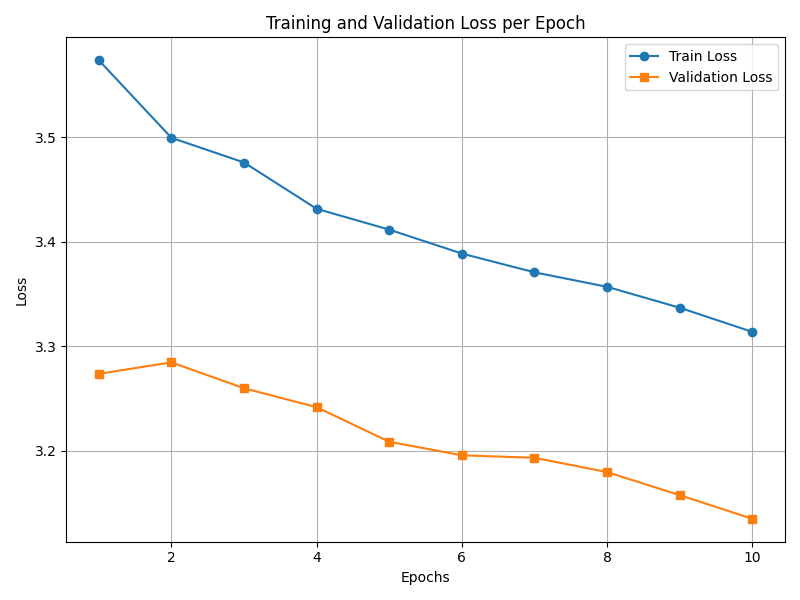 Training and Validation Loss per Epoch
Train Loss
Validation Loss
3.5
3.4
3.3
3.2
Loss
2
4
6
8
10
Epochs